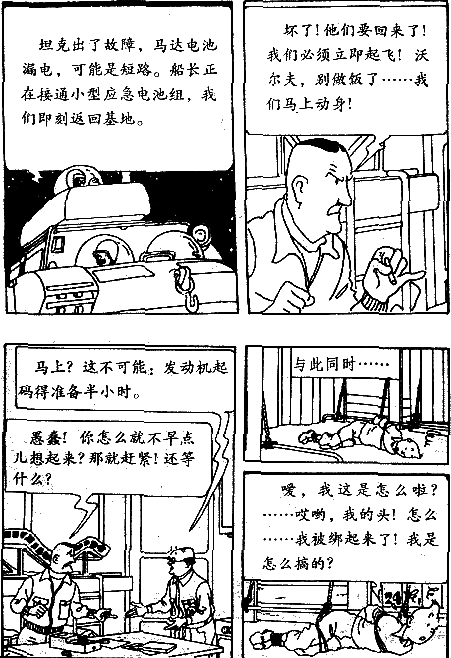 坦克出了故障，马达电池
漏电，可能是短路。船长正
在接通小型应急电池组，我
们即刻返回基地。
坏了！他们要回来了！
我们必须立即起飞！沃
尔夫，别做饭了……我
们马上动身！
马上？这不可能：发动机起
码得准备半小时。
愚蠢！你怎么就不早点
儿想起来？那就赶紧！还等
什么？
与此同时……
嗳，我这是怎么啦？
……哎哟，我的头！怎么
……我被绑起来了！我是
怎么搞的？